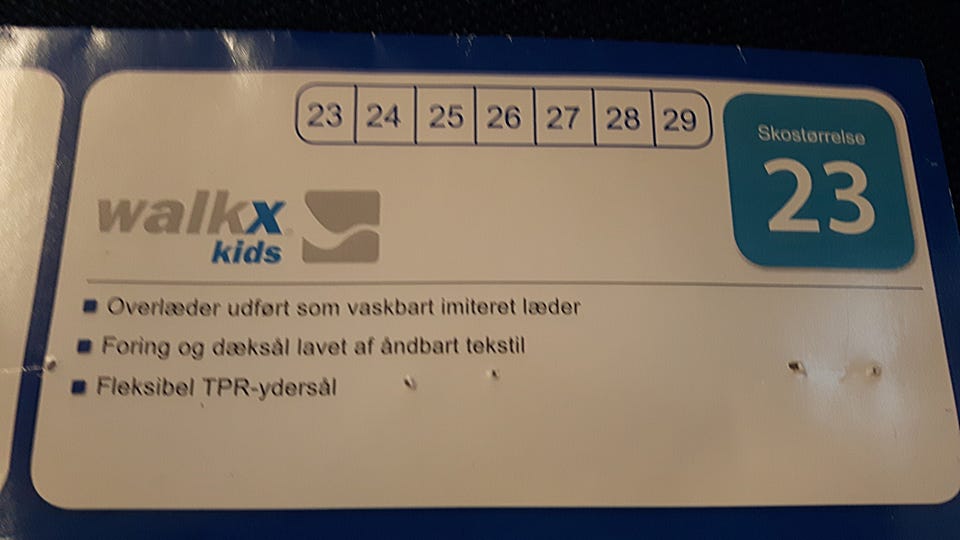 23 24 25 26 27 28 29
Skostørrelse
23
walkx
kids
Overlæder udført som vaskbart imiteret læder
Foring og dæksål lavet af åndbart tekstil
Fleksibel TPR-ydersål